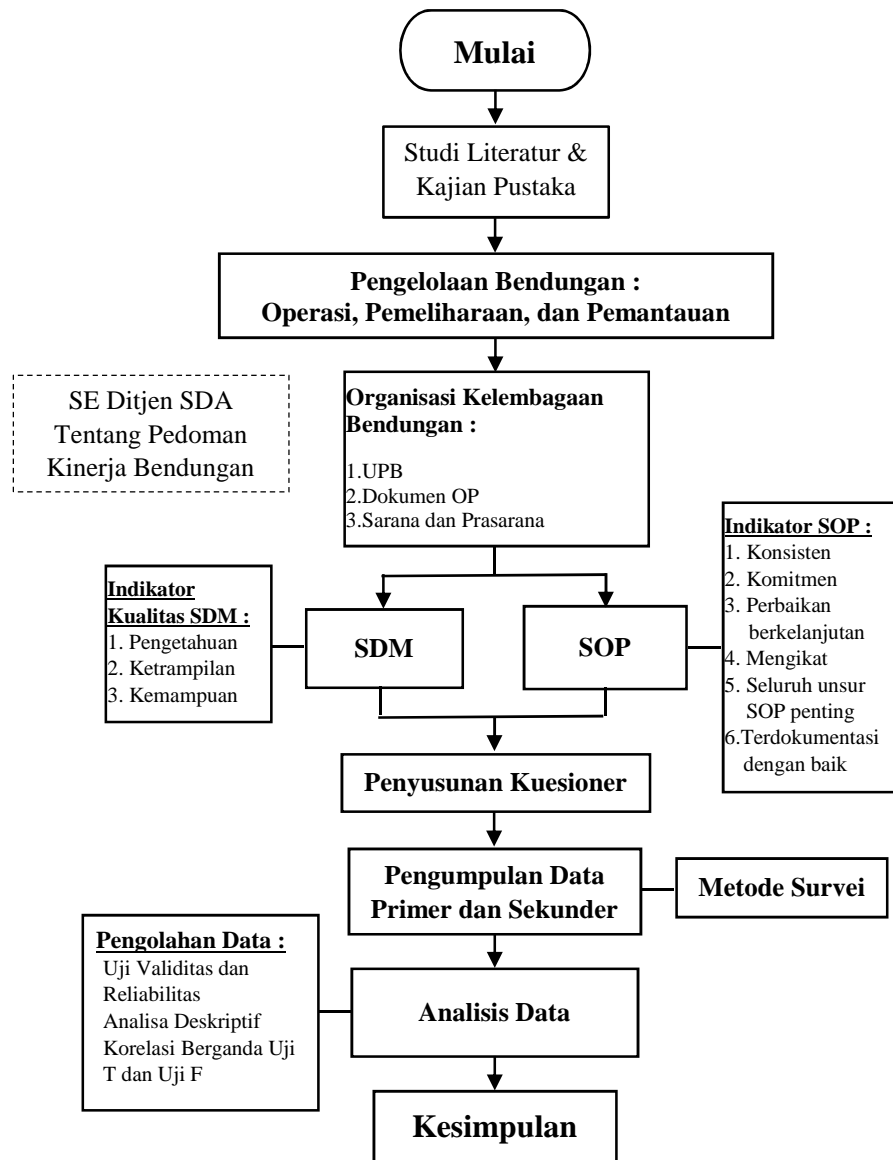 Mulai
Studi Literatur &
Kajian Pustaka
Pengelolaan Bendungan :
Operasi, Pemeliharaan, dan Pemantauan
SE Ditjen SDA
Tentang Pedoman
Kinerja Bendungan
Organisasi Kelembagaan
Bendungan :
1.UPB
2.Dokumen OP
3.Sarana dan Prasarana
Indikator
Kualitas SDM :
1. Pengetahuan
2. Ketrampilan
3. Kemampuan
SDM
SOP
Indikator SOP :
1. Konsisten
2. Komitmen
3. Perbaikan
berkelanjutan
4. Mengikat
5. Seluruh unsur
SOP penting
6.Terdokumentasi
dengan baik
Penyusunan Kuesioner
Pengumpulan Data
Primer dan Sekunder
Metode Survei
Pengolahan Data :
Uji Validitas dan
Reliabilitas
Analisa Deskriptif
Korelasi Berganda Uji
T dan Uji F
Analisis Data
Kesimpulan